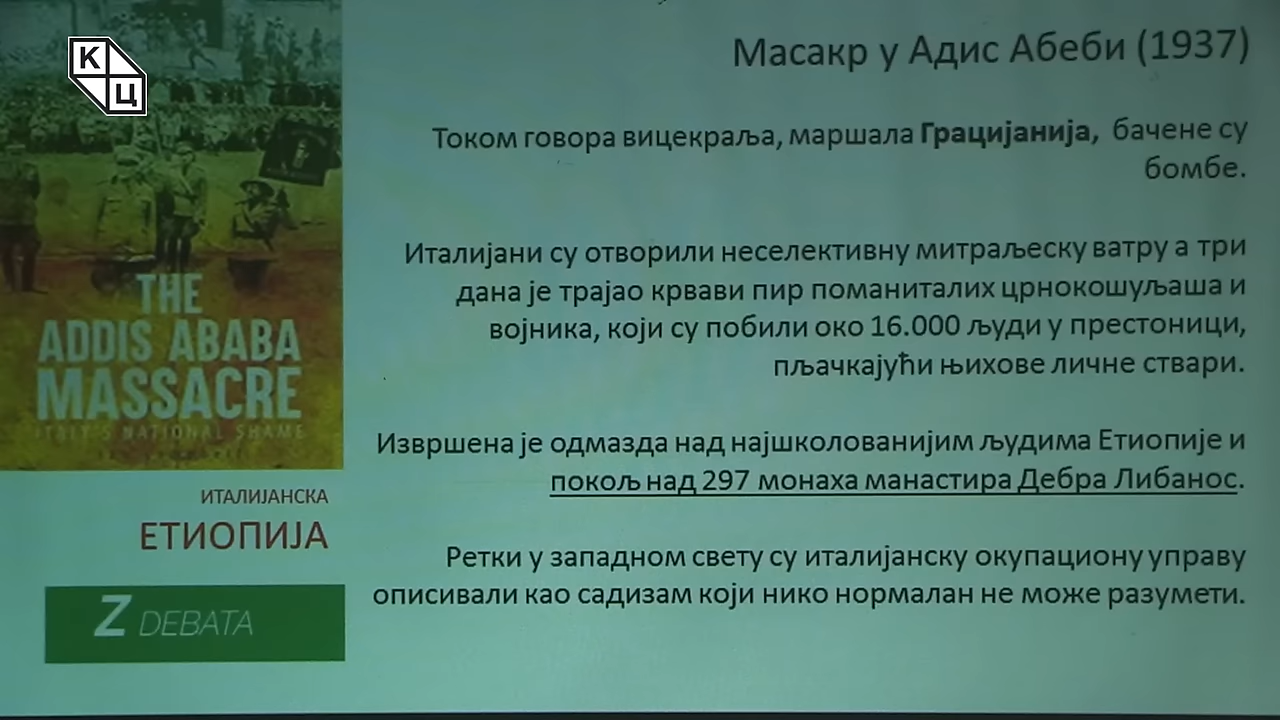 КЦ
Масакр у Адис Абеби (1937)
Током говора вицекраља, маршала Грацијанија, бачене су
бомбе.
Италијани су отворили неселективну митраљеску ватру а три
дана је трајао крвави пир поманиталих црнокошуљаша и
војника, који су побили око 16.000 људи у престоници,
пљачкајући њихове личне ствари.
Извршена је одмазда над најшколованијим људима Етиопије и
покољ над 297 монаха манастира Дебра Либанос.
Ретки у западном свету су италијанску окупациону управу
описивали као садизам који нико нормалан не може разумети.
THE
ADDIS ABABA
MASSACRE
ITALY'S NATIONAL SHAME
ИТАЛИЈАНСКА
ЕТИОПИЈА
Z DEBATA